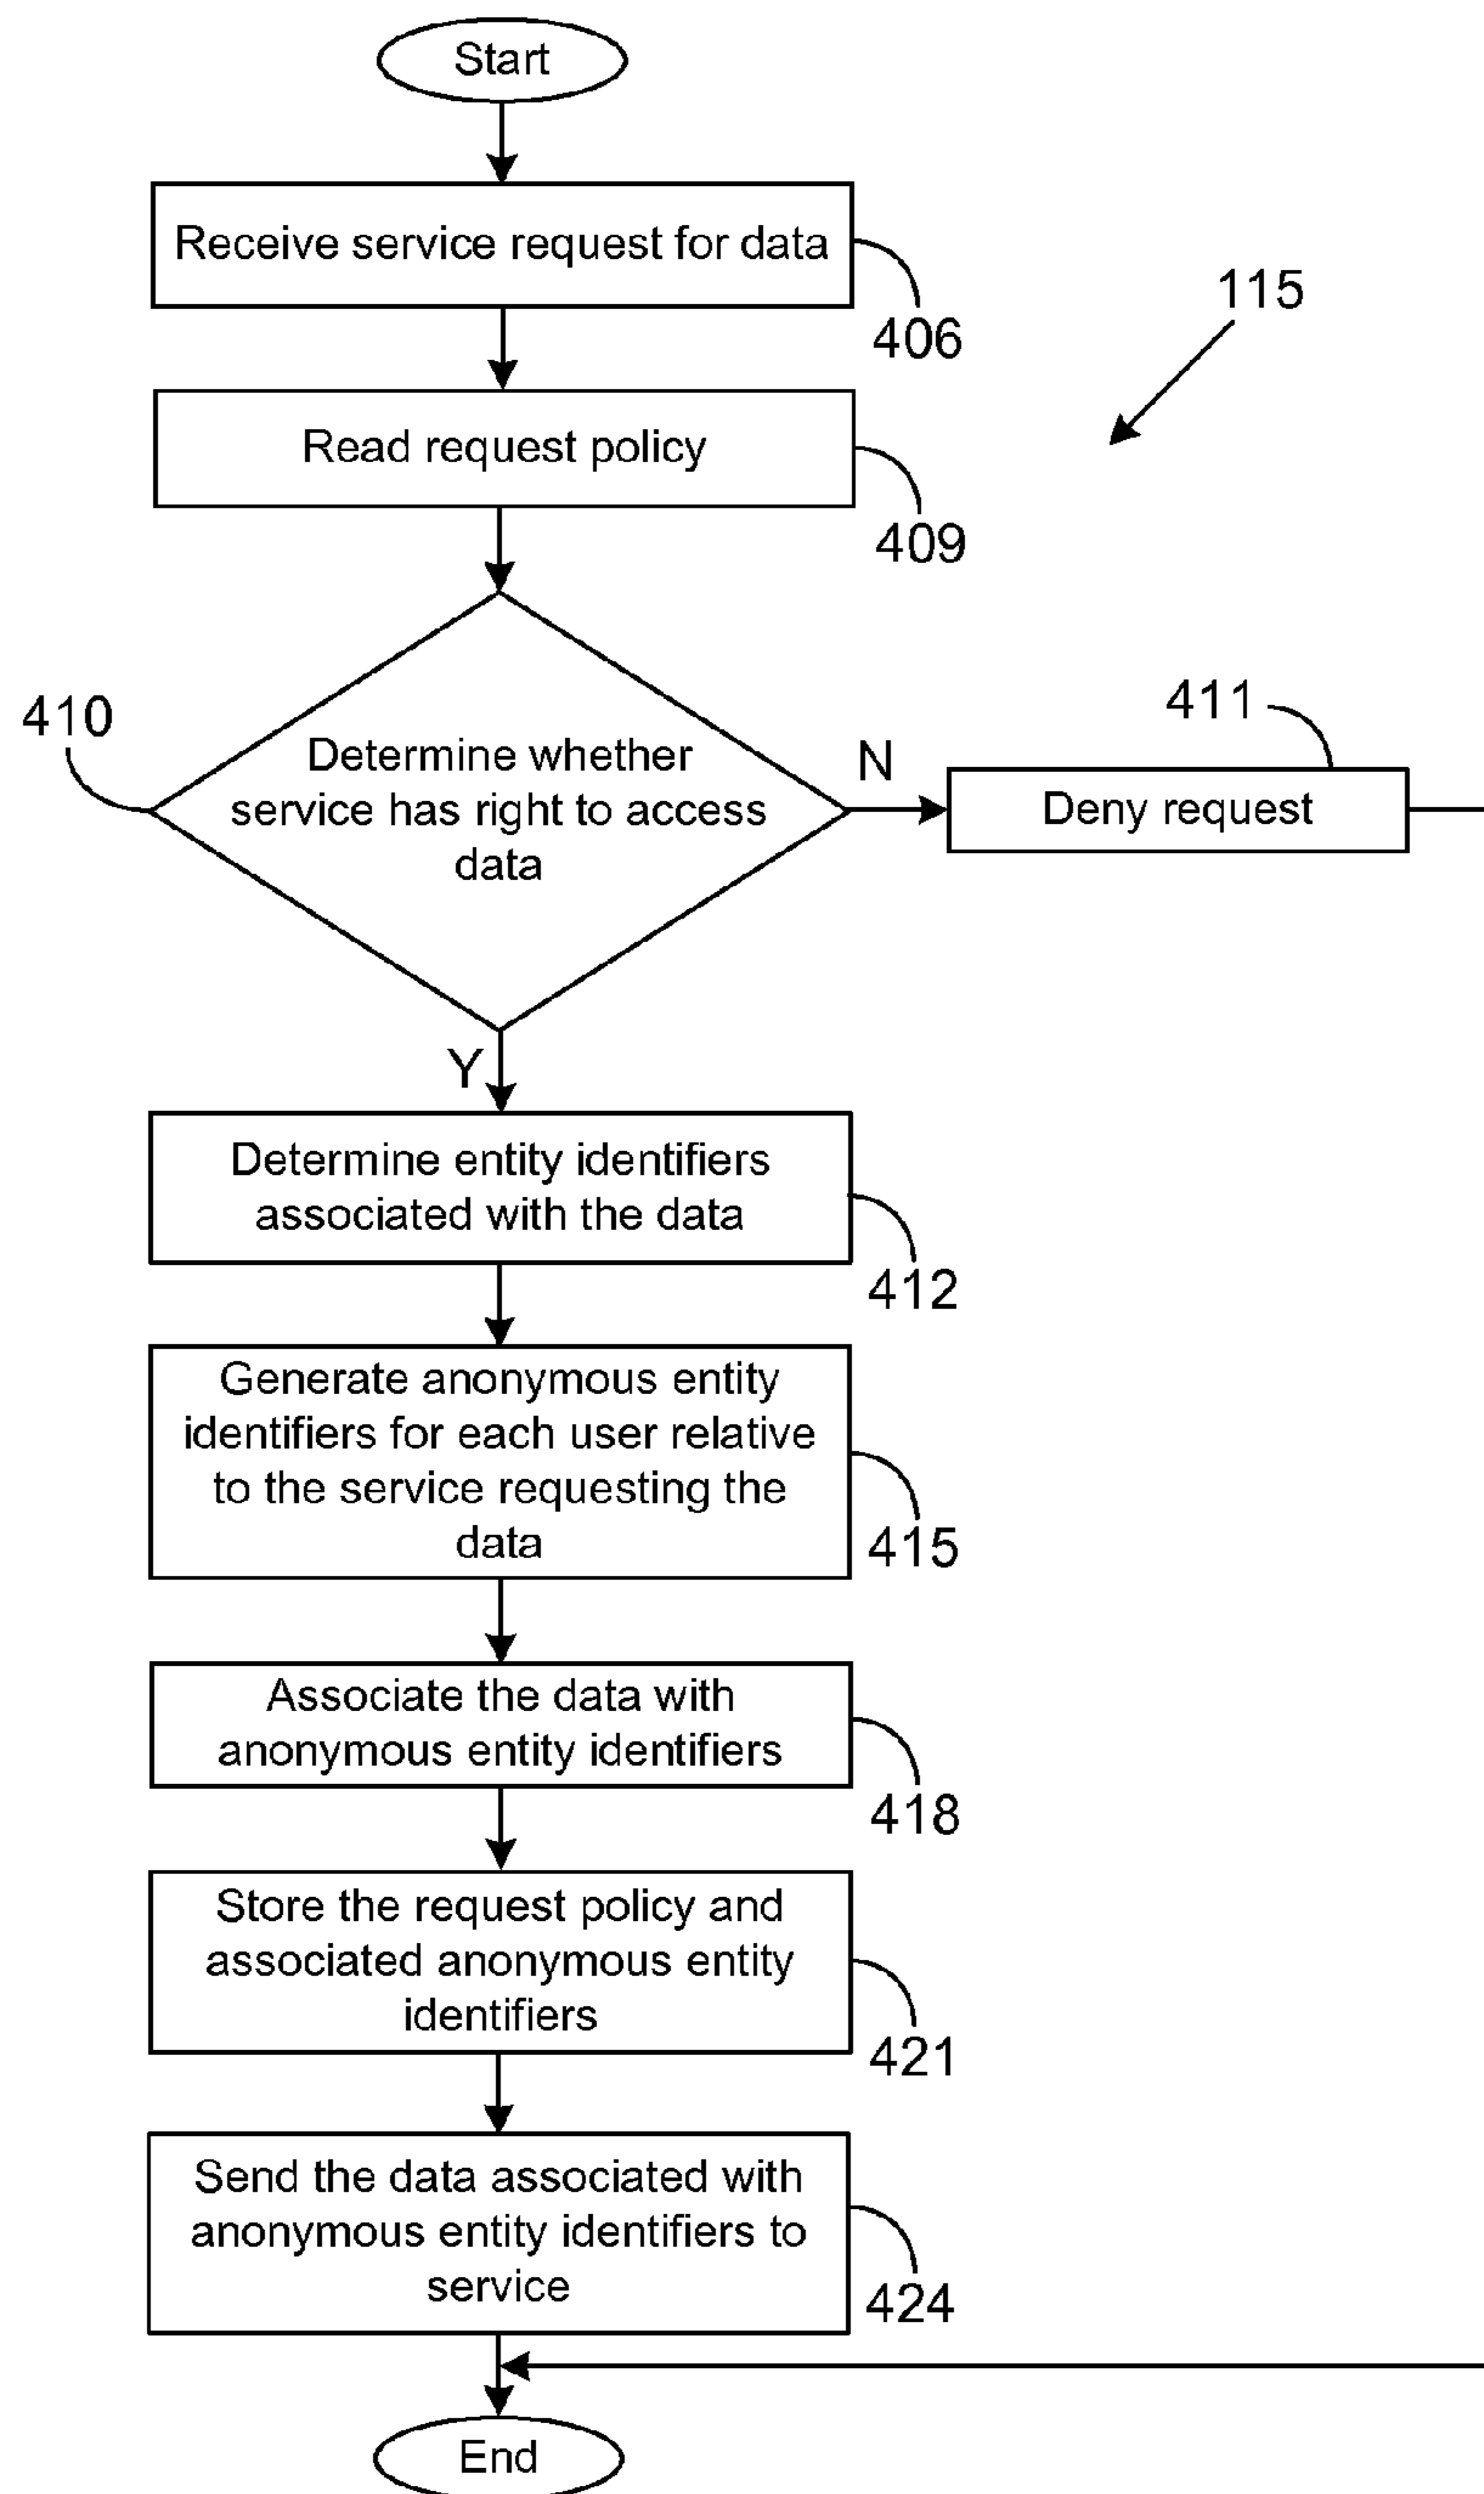 Start
Receive service request for data
406
115
Read request policy
409
410
Determine whether
service has right to access
data
N
411
Deny request
Y
Determine entity identifiers
associated with the data
412
Generate anonymous entity
identifiers for each user relative
to the service requesting the
data
415
Associate the data with
anonymous entity identifiers
418
Store the request policy and
associated anonymous entity
identifiers
421
Send the data associated with
anonymous entity identifiers to
service
424
End